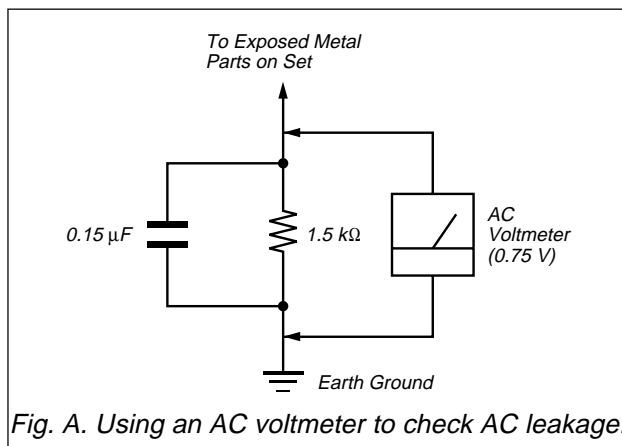 To Exposed Metal
Parts on Set
0.15 μF
1.5 kΩ
AC
Voltmeter
(0.75 V)
Earth Ground
Fig. A. Using an AC voltmeter to check AC leakage.